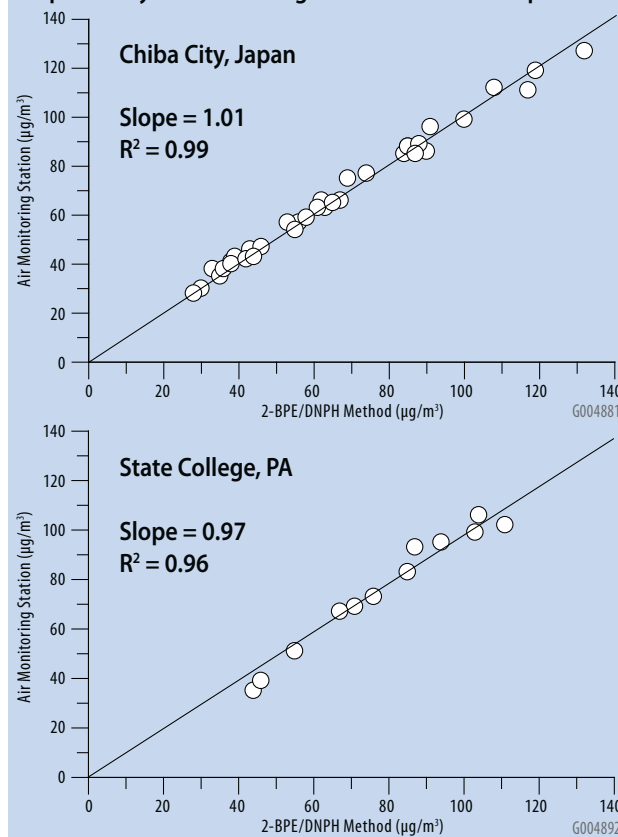 140
120
100
80
60
40
20
0
Air Monitoring Station (µg/m³)
Chiba City, Japan
Slope = 1.01
R² = 0.99
0 20 40 60 80 100 120 140
2-BPE/DNPH Method (µg/m³)
G004881
140
120
100
80
60
40
20
0
Air Monitoring Station (µg/m³)
State College, PA
Slope = 0.97
R² = 0.96
0 20 40 60 80 100 120 140
2-BPE/DNPH Method (µg/m³)
G004892